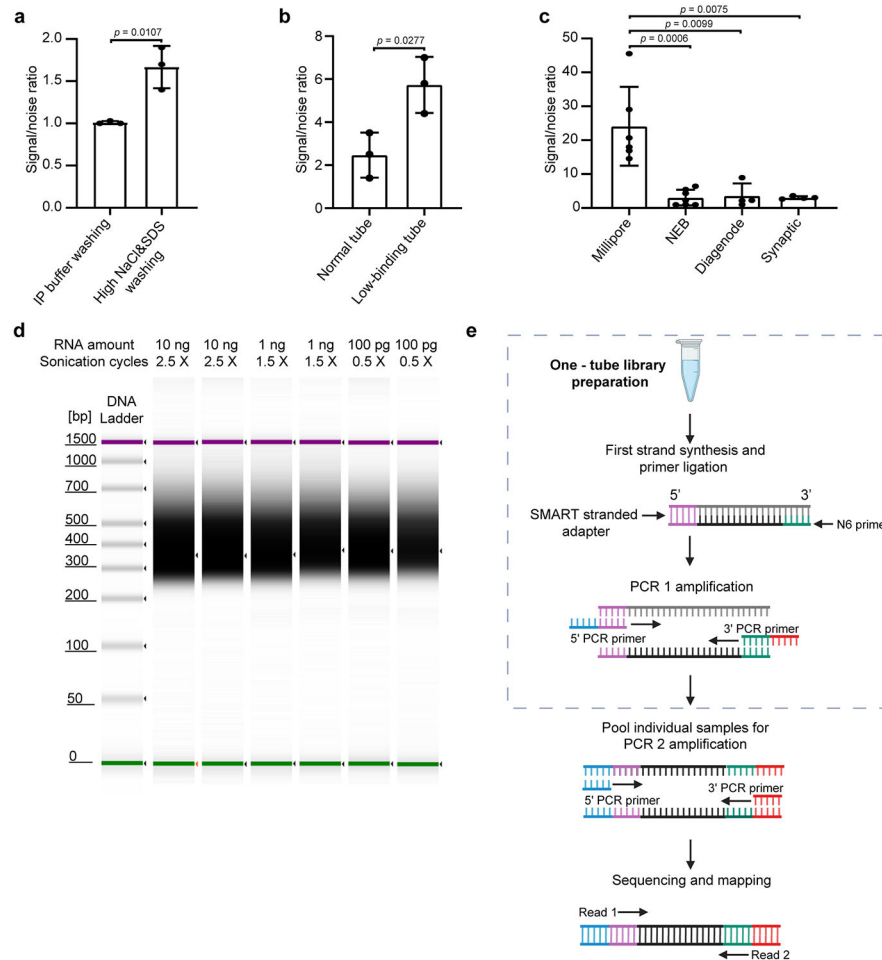 a
p = 0.0107
Signal/noise ratio
2.0
1.5
1.0
0.5
0.0
IP buffer washing
High NaCl&SDS
washing
b
p = 0.0277
Signal/noise ratio
8
6
4
2
0
Normal tube
Low-binding tube
c
p = 0.0075
p = 0.0099
p = 0.0006
Signal/noise ratio
50
40
30
20
10
0
Millipore
NEB
Diagenode
Synaptic
d
RNA amount 10 ng 10 ng 1 ng 1 ng 100 pg 100 pg
Sonication cycles 2.5 X 2.5 X 1.5 X 1.5 X 0.5 X 0.5 X
DNA
[bp] Ladder
1500
1000
700
500
400
300
200
100
50
0
e
One - tube library
preparation
First strand synthesis and
primer ligation
5' 3'
SMART stranded
adapter
N6 prime
PCR 1 amplification
3' PCR primer
5' PCR primer
Pool individual samples for
PCR 2 amplification
3' PCR primer
5' PCR primer
Sequencing and mapping
Read 1
Read 2